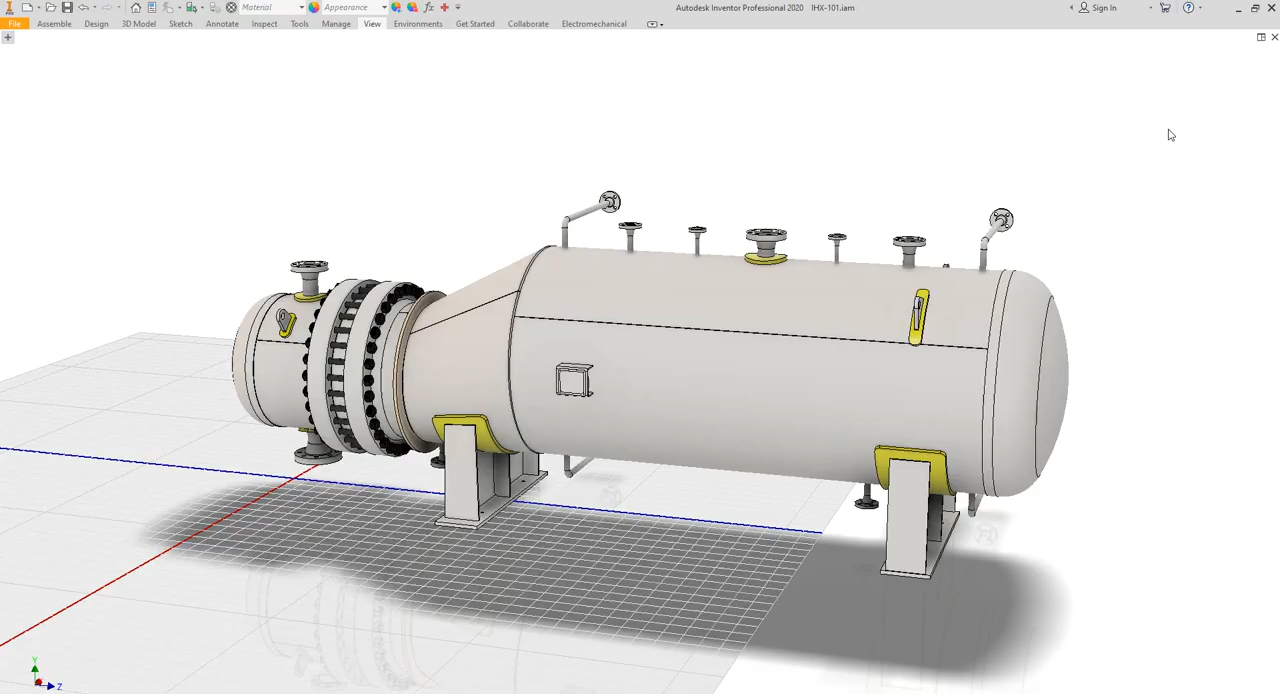 Material Appearance Autodesk Inventor Professional 2020 IHX-101.iam Sign In
File Assemble Design 3D Model Sketch Annotate Inspect Tools Manage View Environments Get Started Collaborate Electromechanical
Y
Z